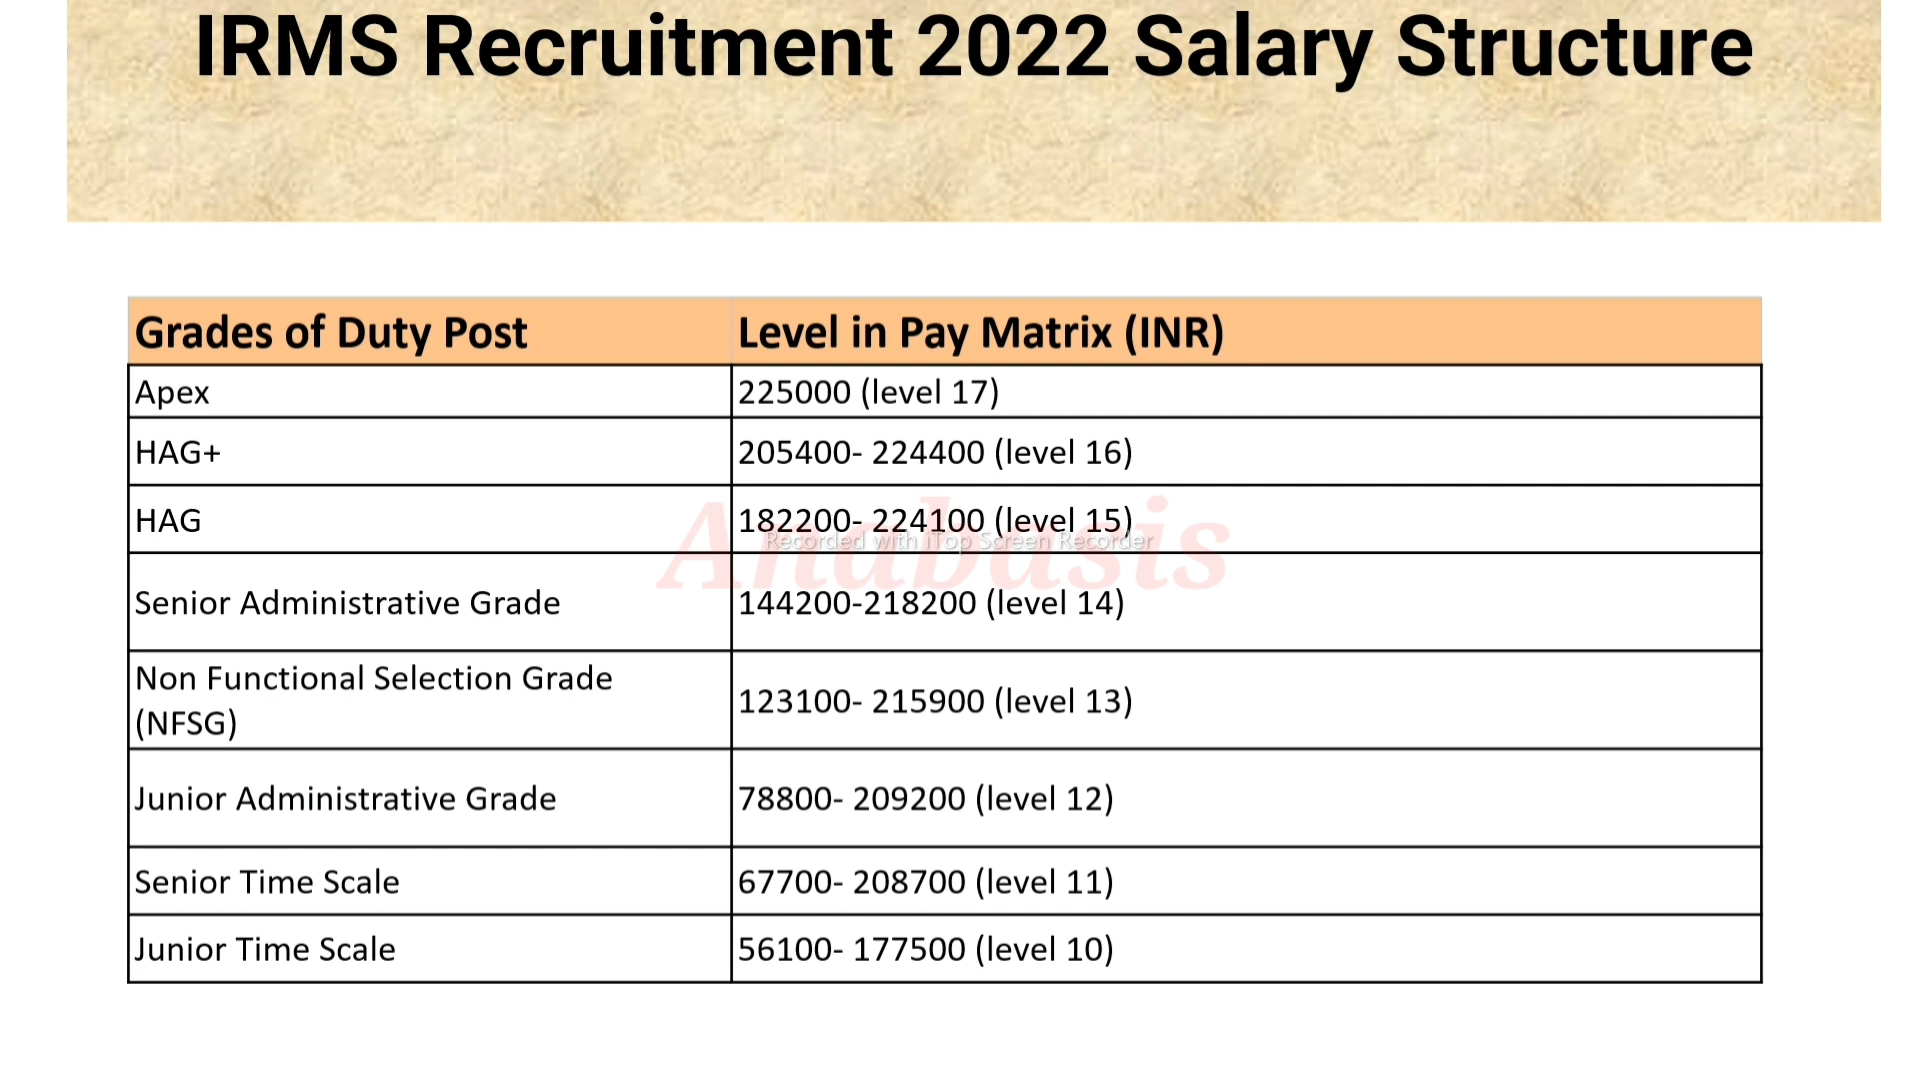 IRMS Recruitment 2022 Salary Structure
Grades of Duty Post
Level in Pay Matrix (INR)
Apex
225000 (level 17)
HAG+
205400- 224400 (level 16)
HAG
182200- 224100 (level 15)
Anabasis
Recorded with iTop Screen Recorder
Senior Administrative Grade
144200-218200 (level 14)
Non Functional Selection Grade
(NFSG)
123100- 215900 (level 13)
Junior Administrative Grade
78800- 209200 (level 12)
Senior Time Scale
67700- 208700 (level 11)
Junior Time Scale
56100- 177500 (level 10)